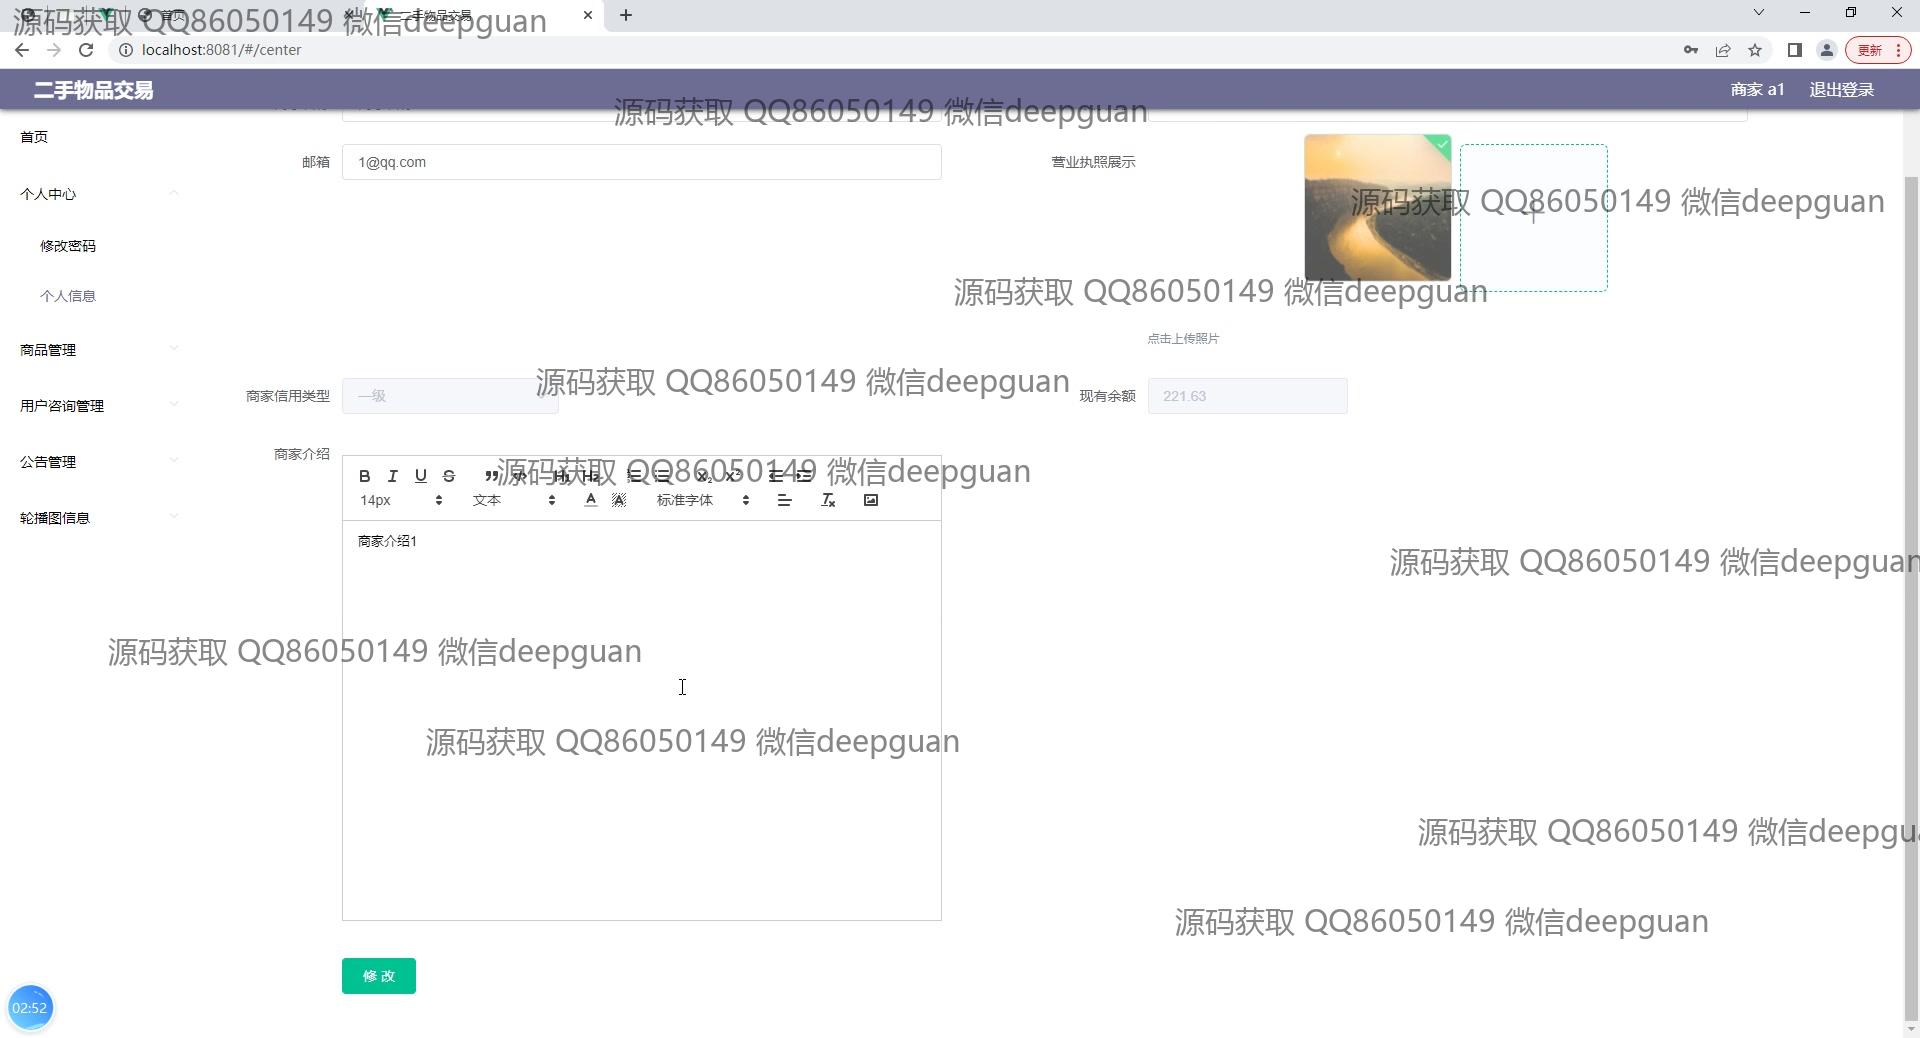 首页
二手物品交易
源码获取 QQ86050149 微信deepguan
localhost:8081/#/center
更新
二手物品交易
商家 a1
退出登录
源码获取 QQ86050149 微信deepguan
首页
邮箱
1@qq.com
营业执照展示
个人中心
源码获取 QQ86050149 微信deepguan
修改密码
个人信息
源码获取 QQ86050149 微信deepguan
点击上传照片
商品管理
源码获取 QQ86050149 微信deepguan
商家信用类型
一级
现有余额
221.63
用户咨询管理
商家介绍
公告管理
源码获取 QQ86050149 微信deepguan
B I U S H1 H2 X2 X2
14px 文本 A A 标准字体
轮播图信息
商家介绍1
源码获取 QQ86050149 微信deepguan
源码获取 QQ86050149 微信deepguan
源码获取 QQ86050149 微信deepguan
源码获取 QQ86050149 微信deepgu
源码获取 QQ86050149 微信deepguan
修改
02:52